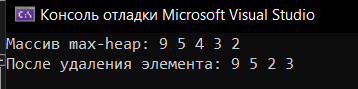 Консоль отладки Microsoft Visual Studio
Массив max-heap: 9 5 4 3 2
После удаления элемента: 9 5 2 3